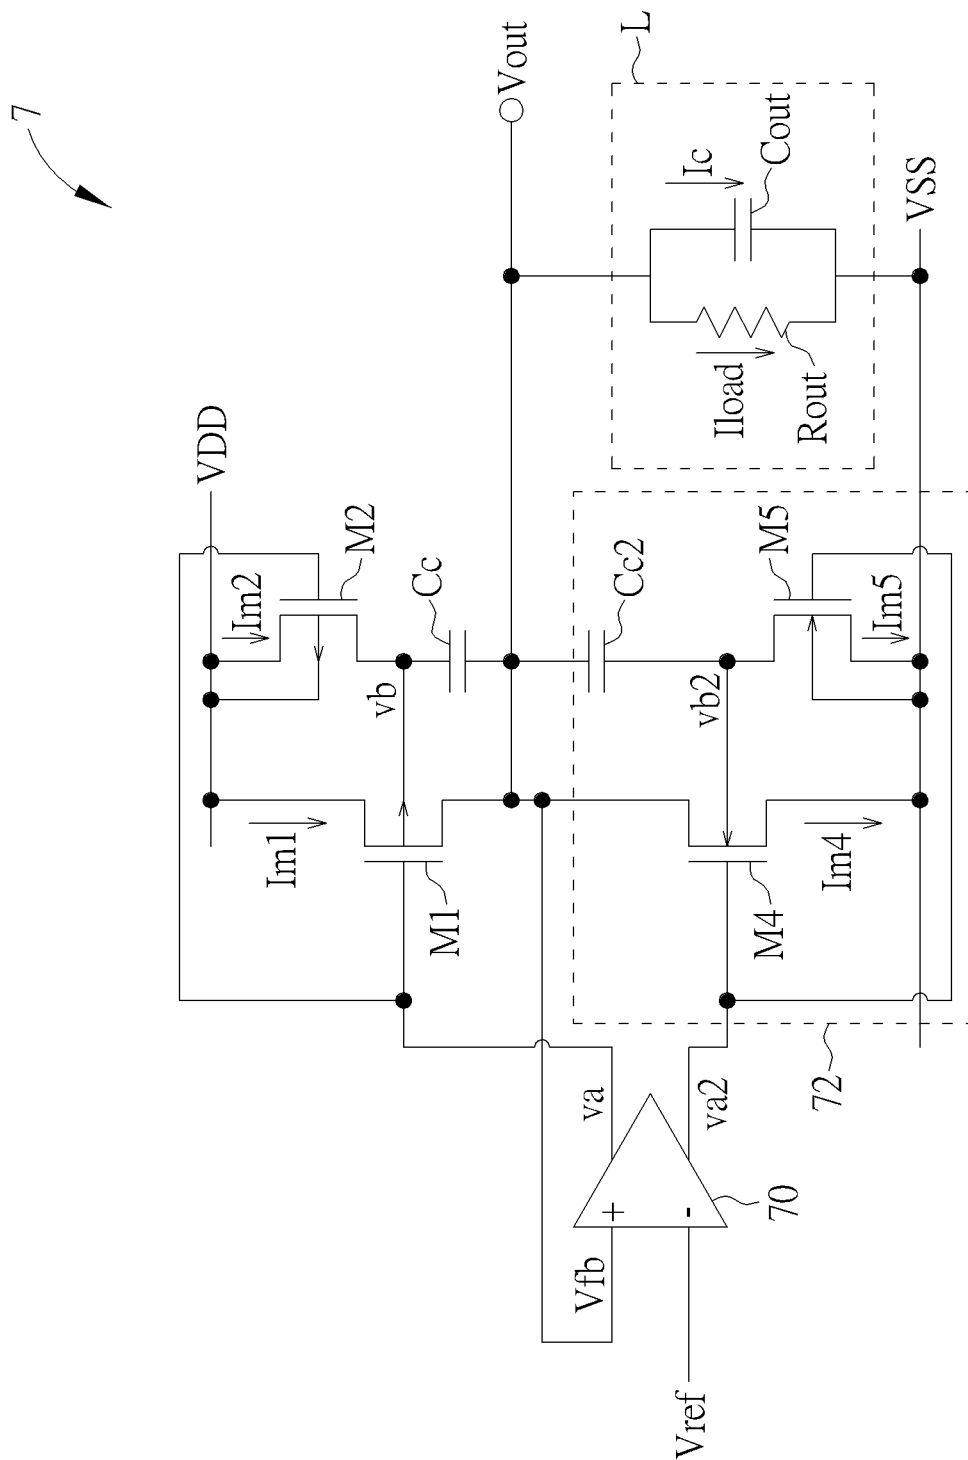 7
VDD
Im1
Im2
M2
M1
vb
Cc
Vout
Vfb
Vref
+
-
70
va
va2
72
M4
vb2
Cc2
M5
Im4
Im5
L
Ic
Cout
Iload
Rout
VSS